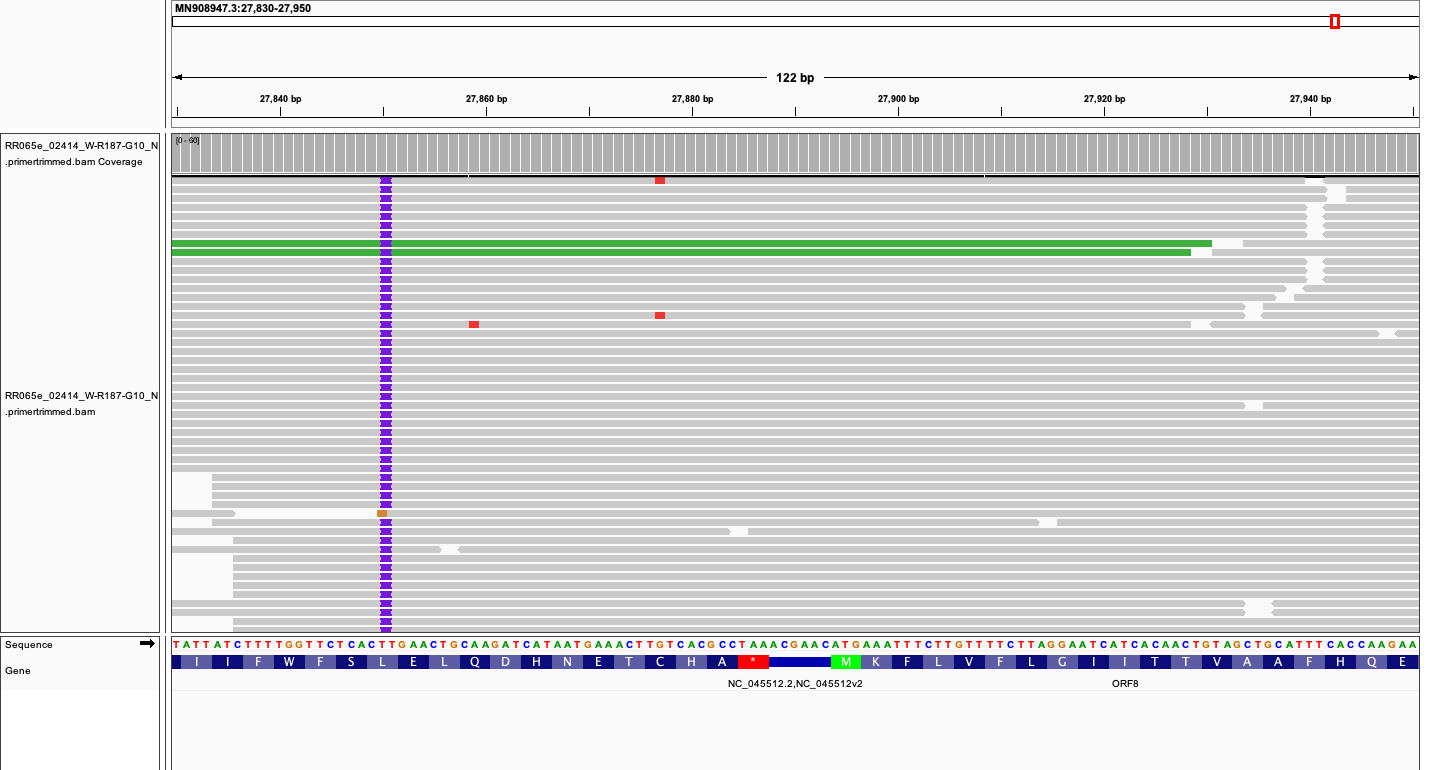 MN908947.3:27,830-27,950
122 bp
27,840 bp 27,860 bp 27,880 bp 27,900 bp 27,920 bp 27,940 bp
RR065e_02414_W-R187-G10_N
.primertrimmed.bam Coverage
[0 - 60]
RR065e_02414_W-R187-G10_N
.primertrimmed.bam
Sequence
TATTATCTTTTGGTTCTCACTTGAACTGCAAGATCATAATGAAACTTGTCACGCCTAAACGAACATGAAATTTCTTGTTTTCTTAGGAATCATCACAACTGTAGCTGCATTTCACCAAGAA
Gene
I I F W F S L E L Q D H N E T C H A * M K F L V F L G I I T T V A A F H Q E
NC_045512.2,NC_045512v2 ORF8